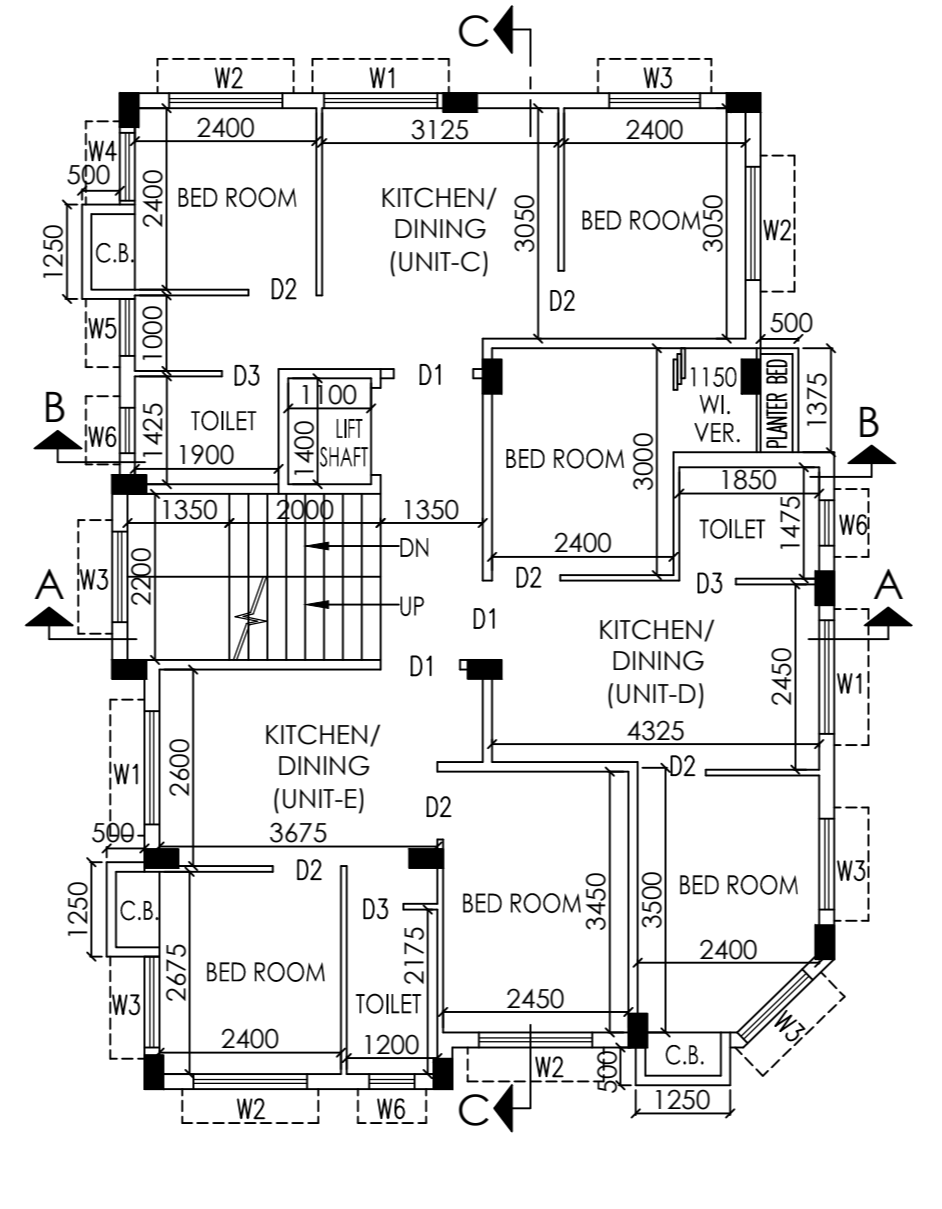 C
W2
W1
W3
2400
3125
2400
W4
500
2400
BED ROOM
KITCHEN/
DINING
(UNIT-C)
3050
BED ROOM
3050
W2
1250
C.B.
D2
D2
W5
1000
500
D3
D1
1150
WI.
VER.
PLANTER BED
1375
B
W6
1425
TOILET
1900
1100
1400
LIFT
SHAFT
BED ROOM
3000
B
1850
1350
2000
1350
TOILET
1475
W6
DN
2400
D2
D3
A
W3
2200
UP
D1
A
KITCHEN/
DINING
(UNIT-D)
2450
W1
D1
4325
KITCHEN/
DINING
(UNIT-E)
W1
2600
D2
D2
500
3675
D2
W3
1250
C.B.
D3
BED ROOM
3450
3500
BED ROOM
2400
W3
2675
BED ROOM
2175
TOILET
2450
W3
2400
1200
W2
500
C.B.
W2
W6
C
1250